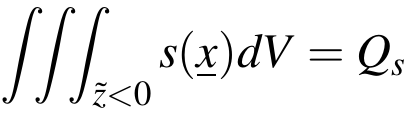 ∭_{z̃<0} s(x̲)dV = Q_s